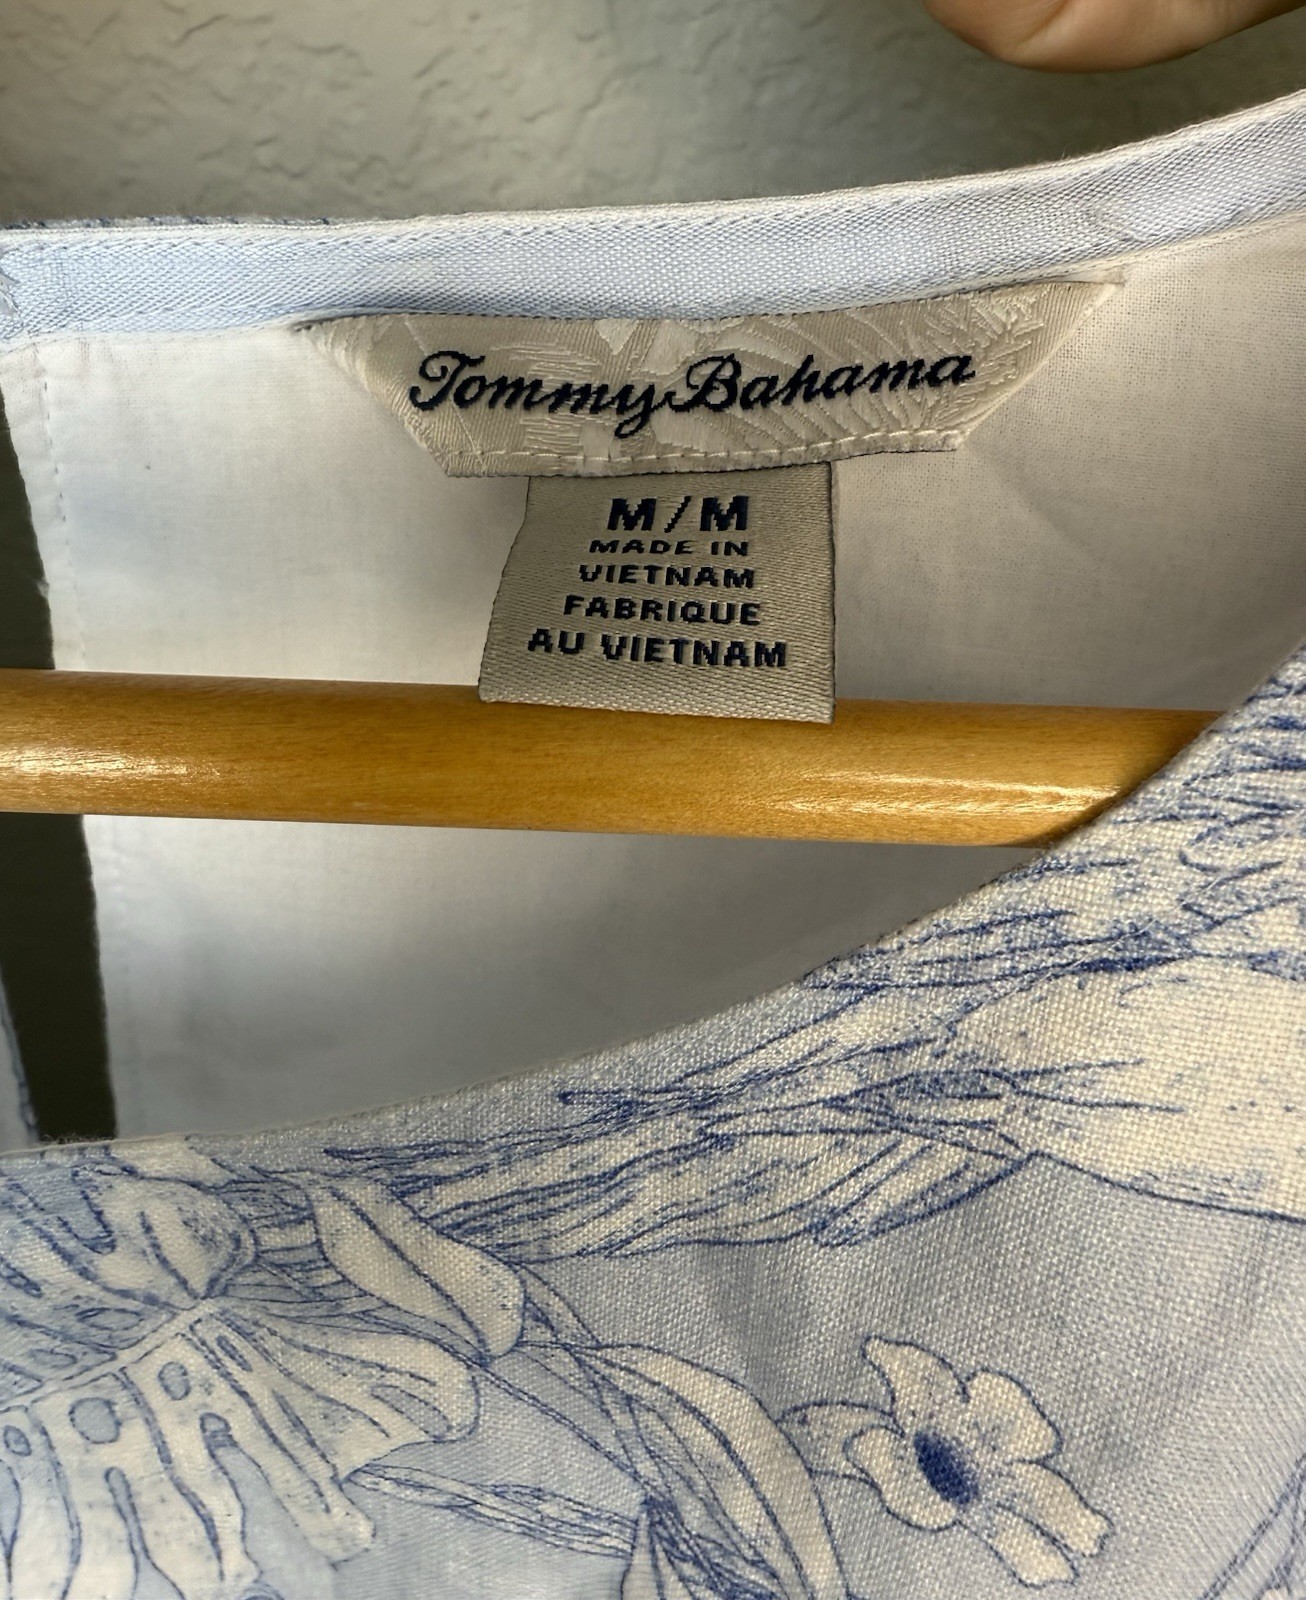 Tommy Bahama
M/M
MADE IN
VIETNAM
FABRIQUE
AU VIETNAM